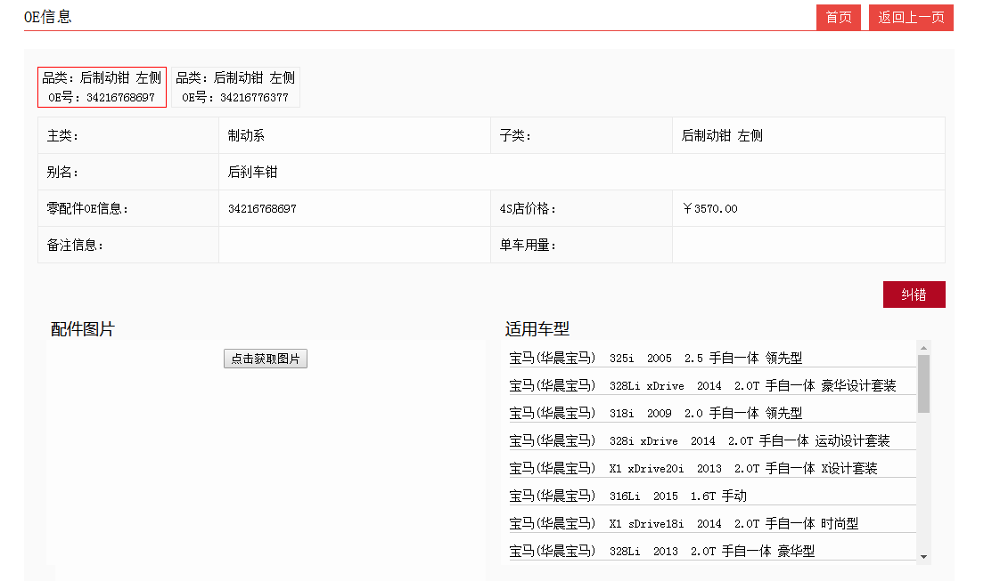 OE信息 首页 返回上一页
品类: 后制动钳 左侧 品类: 后制动钳 左侧
OE号: 34216768697 OE号: 34216776377
主类: 制动系 子类: 后制动钳 左侧
别名: 后刹车钳
零配件OE信息: 34216768697 4S店价格: ￥3570.00
备注信息: 单车用量:
纠错
配件图片 适用车型
点击获取图片
宝马(华晨宝马) 325i 2005 2.5 手自一体 领先型
宝马(华晨宝马) 328Li xDrive 2014 2.0T 手自一体 豪华设计套装
宝马(华晨宝马) 318i 2009 2.0 手自一体 领先型
宝马(华晨宝马) 328i xDrive 2014 2.0T 手自一体 运动设计套装
宝马(华晨宝马) X1 xDrive20i 2013 2.0T 手自一体 X设计套装
宝马(华晨宝马) 316Li 2015 1.6T 手动
宝马(华晨宝马) X1 sDrive18i 2014 2.0T 手自一体 时尚型
宝马(华晨宝马) 328Li 2013 2.0T 手自一体 豪华型